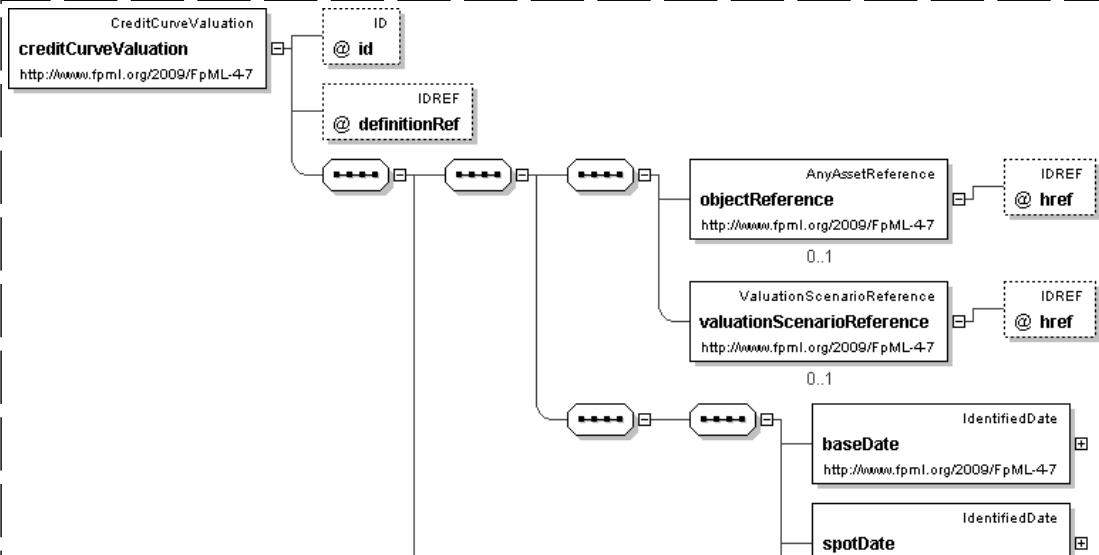 CreditCurveValuation
creditCurveValuation
http://www.fpml.org/2009/FpML-4-7
ID
@ id
IDREF
@ definitionRef
AnyAssetReference
objectReference
http://www.fpml.org/2009/FpML-4-7
0..1
IDREF
@ href
ValuationScenarioReference
valuationScenarioReference
http://www.fpml.org/2009/FpML-4-7
0..1
IDREF
@ href
IdentifiedDate
baseDate
http://www.fpml.org/2009/FpML-4-7
IdentifiedDate
spotDate